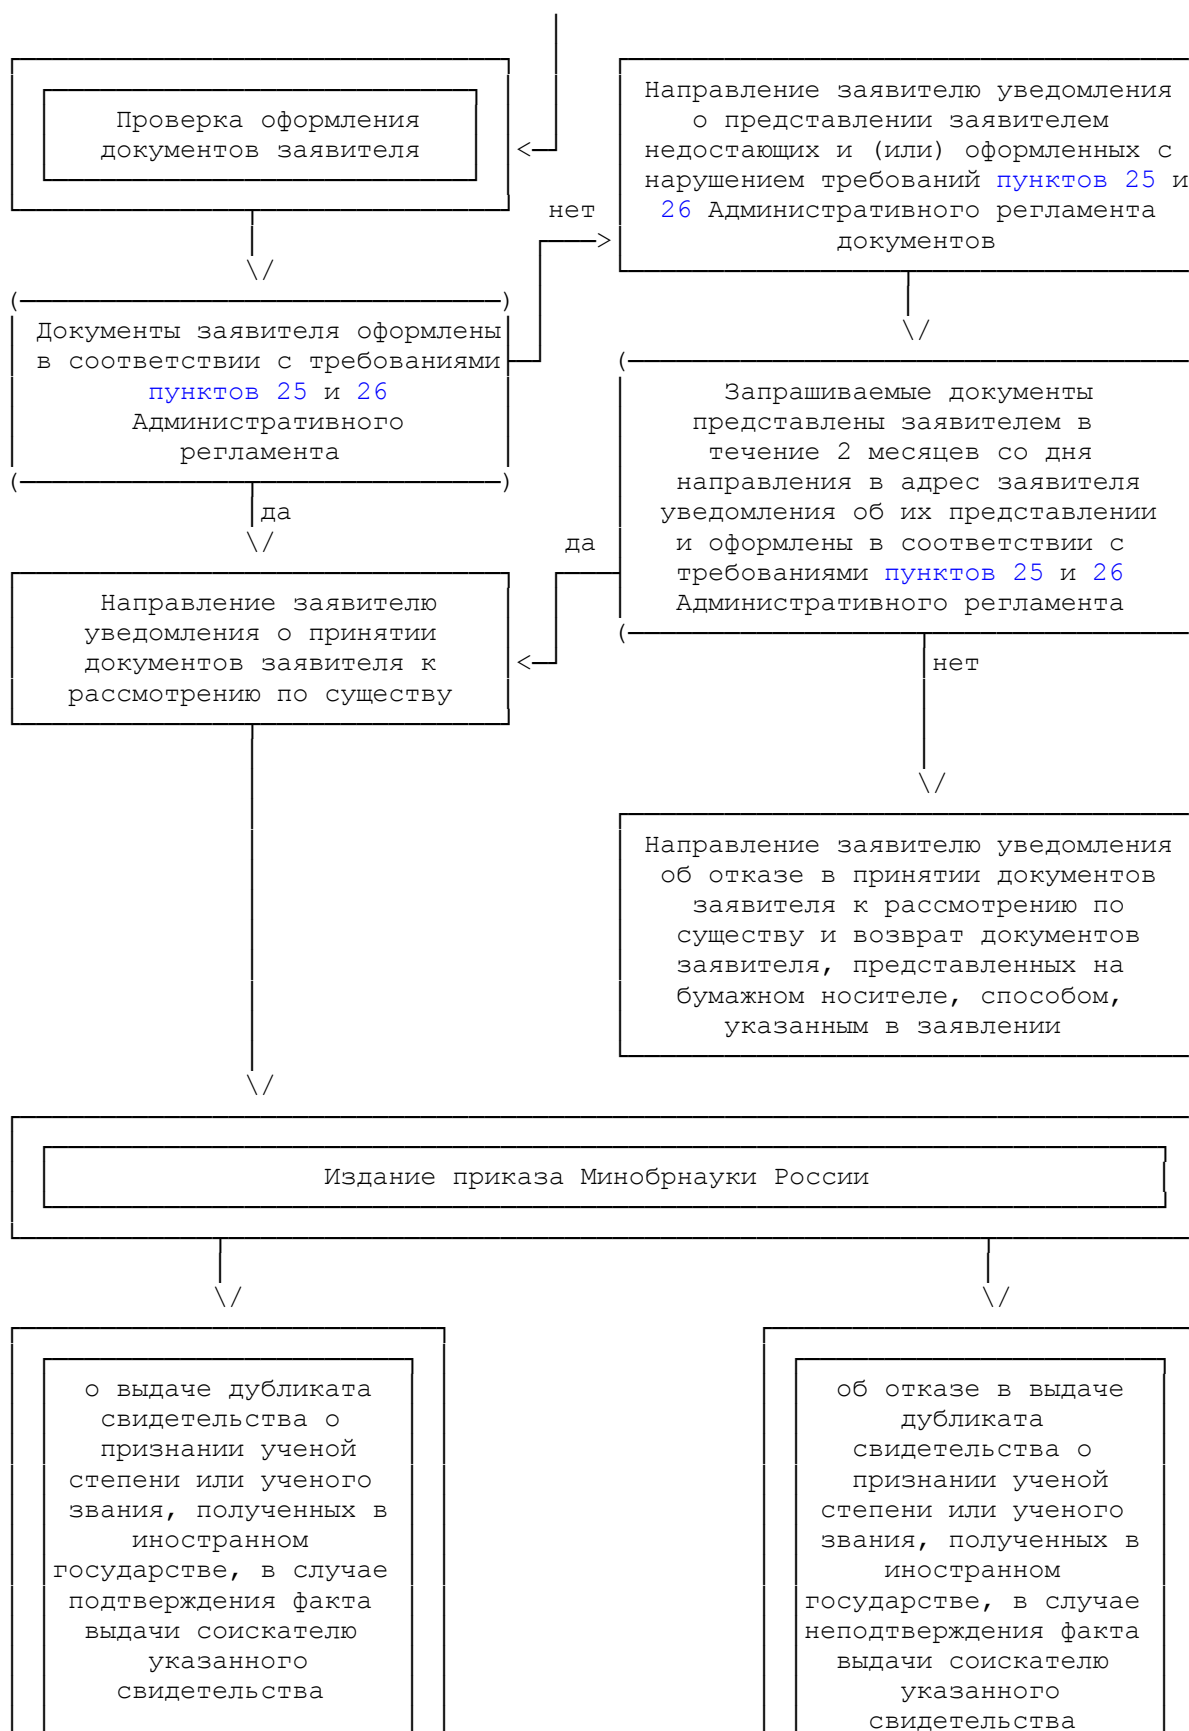 Проверка оформления
документов заявителя
Направление заявителю уведомления
о представлении заявителем
недостающих и (или) оформленных с
нарушением требований пунктов 25 и
26 Административного регламента
документов
нет
Документы заявителя оформлены
в соответствии с требованиями
пунктов 25 и 26
Административного
регламента
да
Запрашиваемые документы
представлены заявителем в
течение 2 месяцев со дня
направления в адрес заявителя
уведомления об их представлении
и оформлены в соответствии с
требованиями пунктов 25 и 26
Административного регламента
да
нет
Направление заявителю
уведомления о принятии
документов заявителя к
рассмотрению по существу
Направление заявителю уведомления
об отказе в принятии документов
заявителя к рассмотрению по
существу и возврат документов
заявителя, представленных на
бумажном носителе, способом,
указанным в заявлении
Издание приказа Минобрнауки России
о выдаче дубликата
свидетельства о
признании ученой
степени или ученого
звания, полученных в
иностранном
государстве, в случае
подтверждения факта
выдачи соискателю
указанного
свидетельства
об отказе в выдаче
дубликата
свидетельства о
признании ученой
степени или ученого
звания, полученных в
иностранном
государстве, в случае
неподтверждения факта
выдачи соискателю
указанного
свидетельства